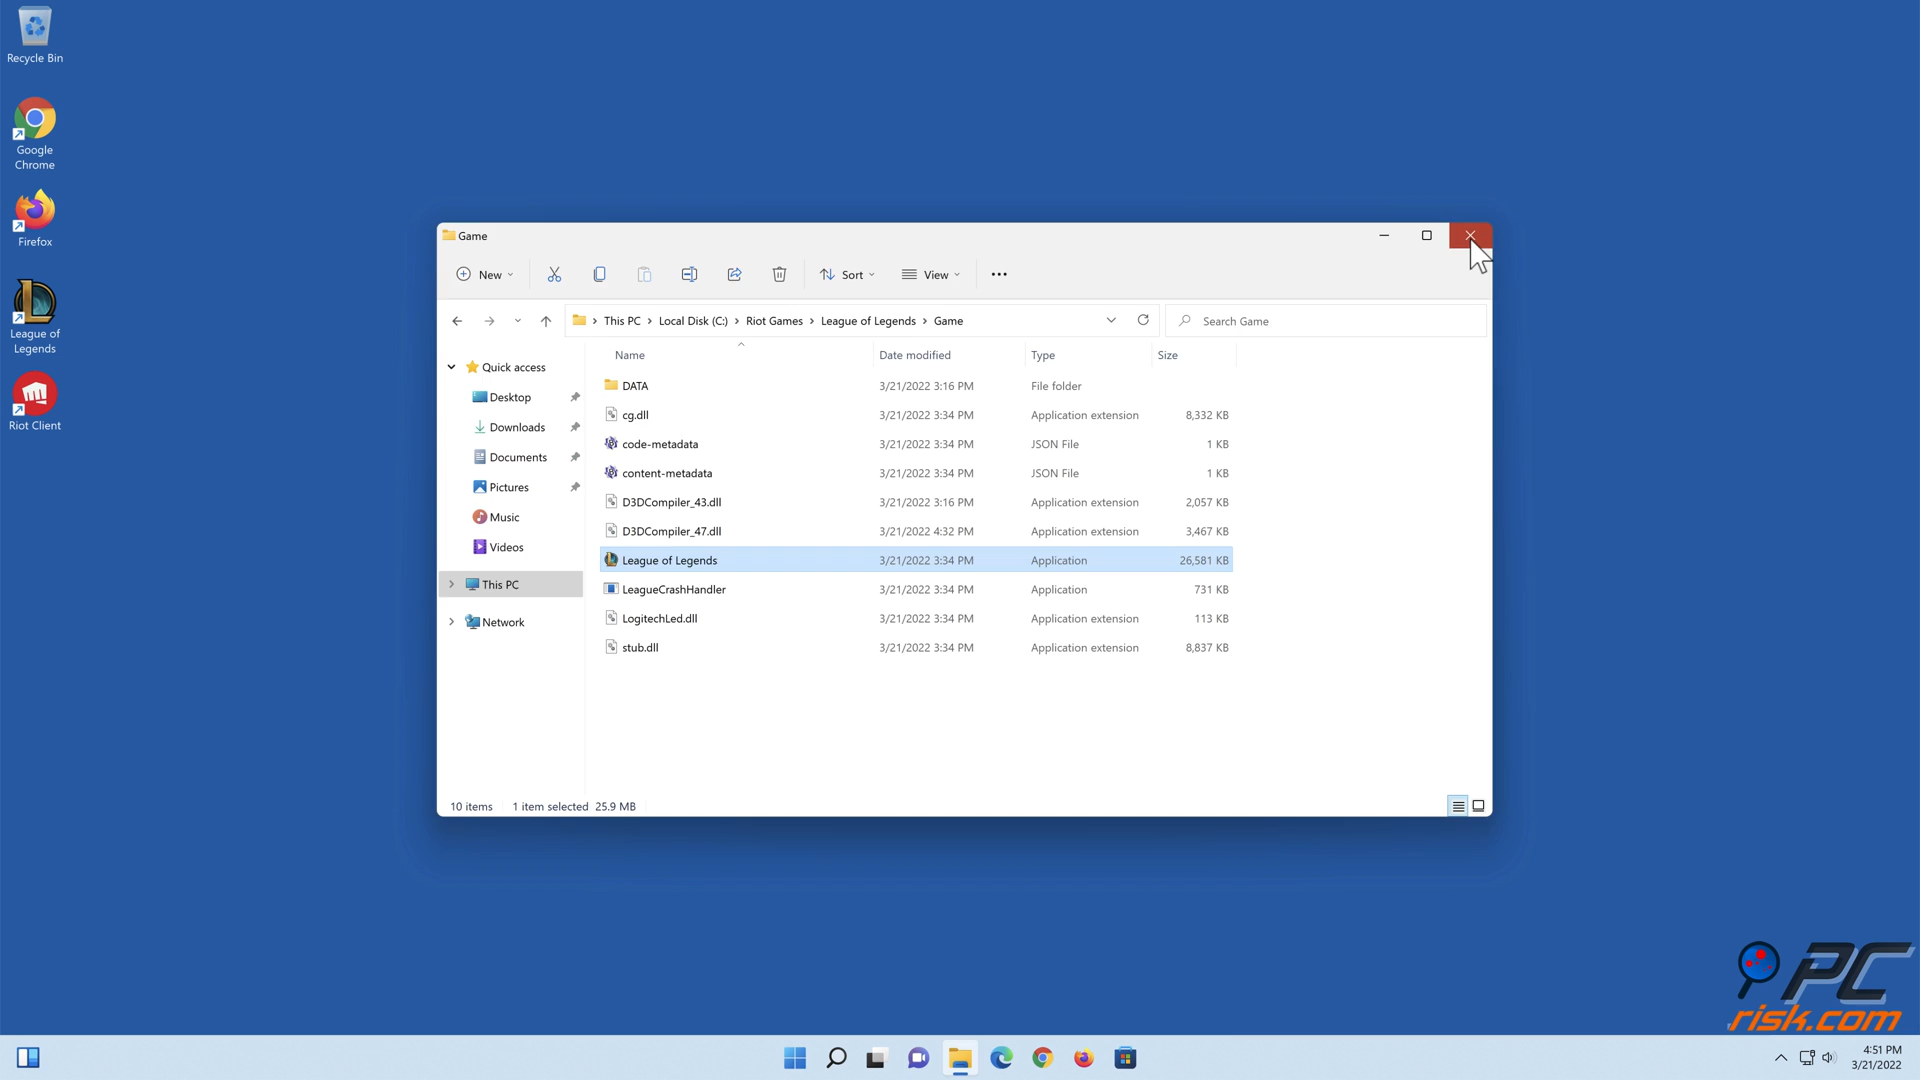 Recycle Bin
Google
Chrome
Firefox
League of
Legends
Riot Client
Game
New
Sort
View
This PC
Local Disk (C:)
Riot Games
League of Legends
Game
Search Game
Quick access
Desktop
Downloads
Documents
Pictures
Music
Videos
This PC
Network
Name Date modified Type Size
DATA 3/21/2022 3:16 PM File folder
cg.dll 3/21/2022 3:34 PM Application extension 8,332 KB
code-metadata 3/21/2022 3:34 PM JSON File 1 KB
content-metadata 3/21/2022 3:34 PM JSON File 1 KB
D3DCompiler_43.dll 3/21/2022 3:16 PM Application extension 2,057 KB
D3DCompiler_47.dll 3/21/2022 4:32 PM Application extension 3,467 KB
League of Legends 3/21/2022 3:34 PM Application 26,581 KB
LeagueCrashHandler 3/21/2022 3:34 PM Application 731 KB
LogitechLed.dll 3/21/2022 3:34 PM Application extension 113 KB
stub.dll 3/21/2022 3:34 PM Application extension 8,837 KB
10 items 1 item selected 25.9 MB
PC
risk.com
4:51 PM
3/21/2022